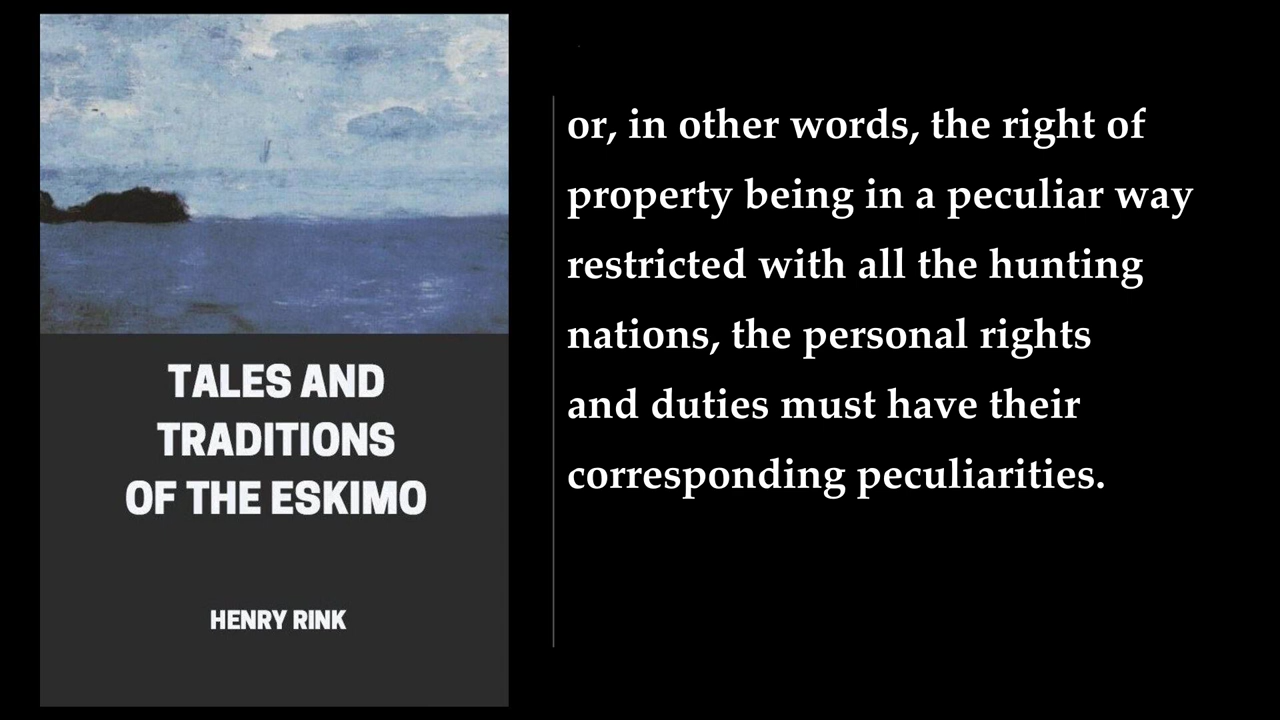 TALES AND
TRADITIONS
OF THE ESKIMO
HENRY RINK
or, in other words, the right of
property being in a peculiar way
restricted with all the hunting
nations, the personal rights
and duties must have their
corresponding peculiarities.